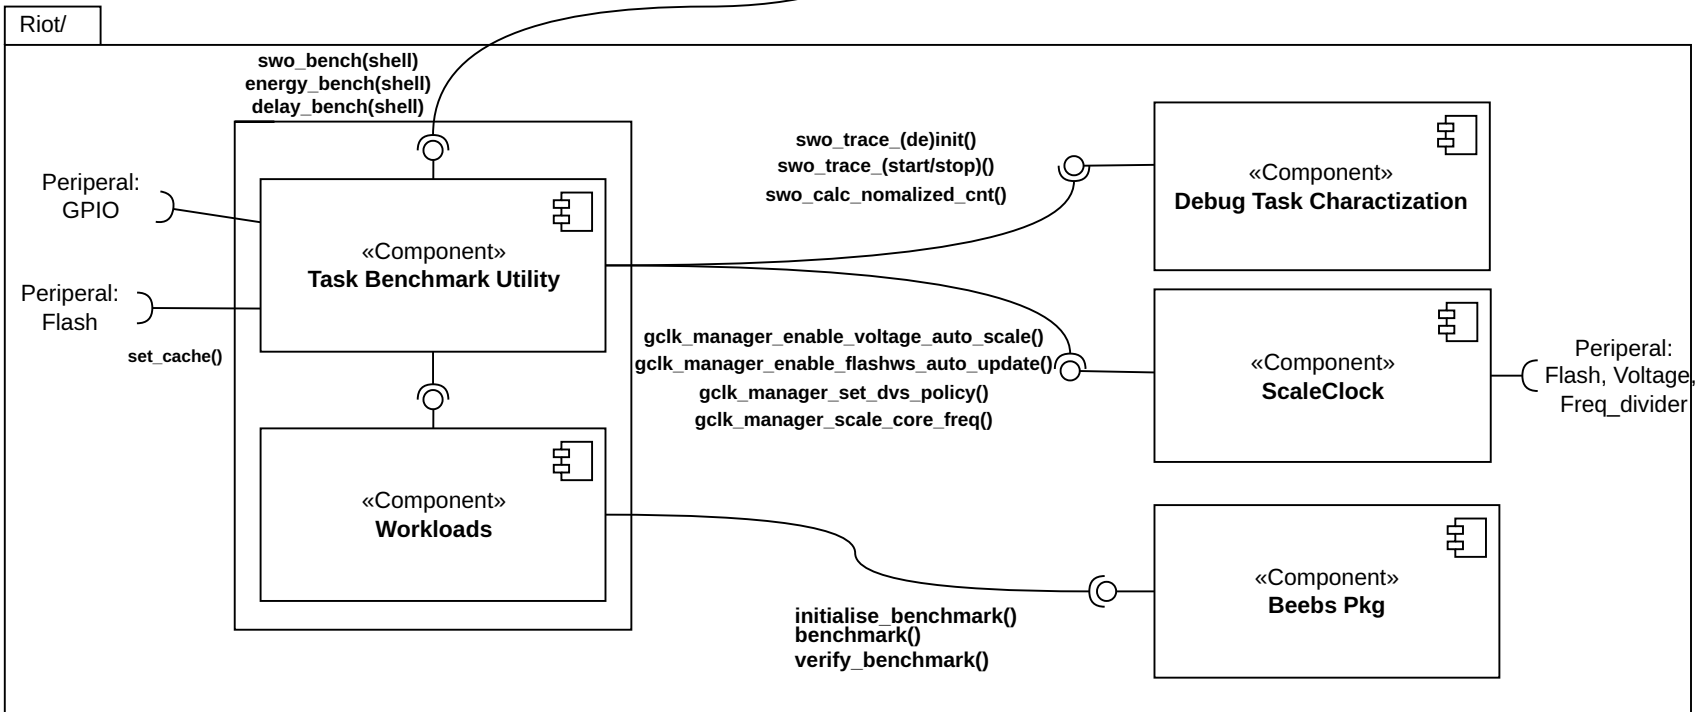 Riot/
swo_bench(shell)
energy_bench(shell)
delay_bench(shell)
Periperal:
GPIO
Periperal:
Flash
set_cache()
«Component»
Task Benchmark Utility
«Component»
Workloads
swo_trace_(de)init()
swo_trace_(start/stop)()
swo_calc_nomalized_cnt()
«Component»
Debug Task Charactization
gclk_manager_enable_voltage_auto_scale()
gclk_manager_enable_flashws_auto_update()
gclk_manager_set_dvs_policy()
gclk_manager_scale_core_freq()
«Component»
ScaleClock
Periperal:
Flash, Voltage,
Freq_divider
initialise_benchmark()
benchmark()
verify_benchmark()
«Component»
Beebs Pkg